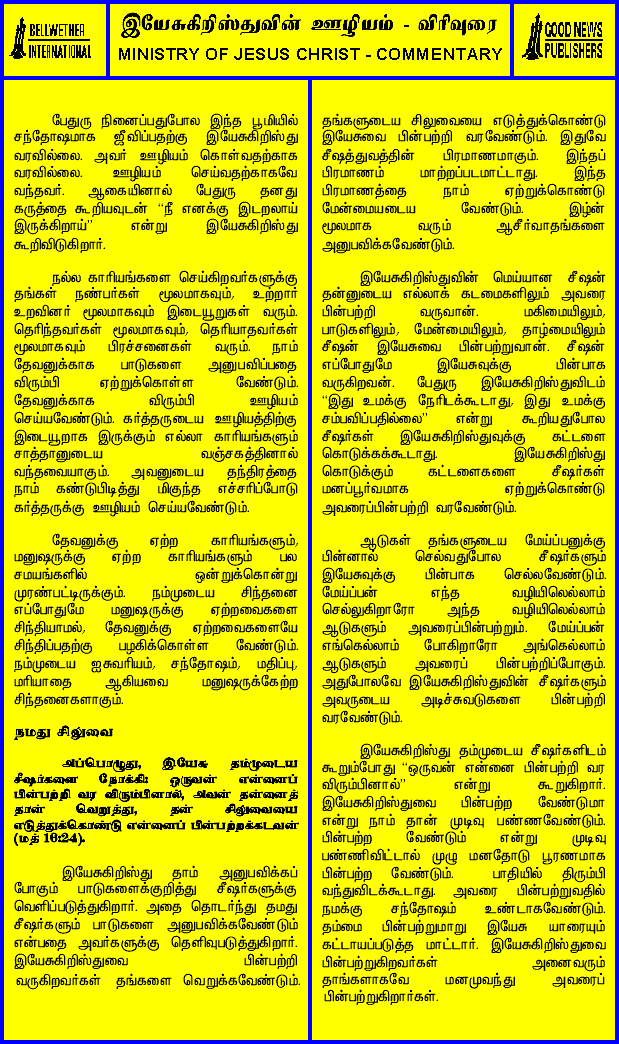 BELLWETHER
INTERNATIONAL
இயேசுகிறிஸ்துவின் ஊழியம் - விரிவுரை
MINISTRY OF JESUS CHRIST - COMMENTARY
GOOD NEWS
PUBLISHERS
பேதுரு நினைப்பதுபோல இந்த பூமியில்
சந்தோஷமாக ஜீவிப்பதற்கு இயேசுகிறிஸ்து
வரவில்லை. அவர் ஊழியம் கொள்வதற்காக
வரவில்லை. ஊழியம் செய்வதற்காகவே
வந்தவர். ஆகையினால் பேதுரு தனது
கருத்தை கூறியவுடன் “நீ எனக்கு இடறலாய்
இருக்கிறாய்” என்று இயேசுகிறிஸ்து
கூறிவிடுகிறார்.
நல்ல காரியங்களை செய்கிறவர்களுக்கு
தங்கள் நண்பர்கள் மூலமாகவும், உற்றார்
உறவினர் மூலமாகவும் இடையூறுகள் வரும்.
தெரிந்தவர்கள் மூலமாகவும், தெரியாதவர்கள்
மூலமாகவும் பிரச்சனைகள் வரும். நாம்
தேவனுக்காக பாடுகளை அனுபவிப்பதை
விரும்பி ஏற்றுக்கொள்ள வேண்டும்.
தேவனுக்காக விரும்பி ஊழியம்
செய்யவேண்டும். கர்த்தருடைய ஊழியத்திற்கு
இடையூறாக இருக்கும் எல்லா காரியங்களும்
சாத்தானுடைய வஞ்சகத்தினால்
வந்தவையாகும். அவனுடைய தந்திரத்தை
நாம் கண்டுபிடித்து மிகுந்த எச்சரிப்போடு
கர்த்தருக்கு ஊழியம் செய்யவேண்டும்.
தேவனுக்கு ஏற்ற காரியங்களும்,
மனுஷருக்கு ஏற்ற காரியங்களும் பல
சமயங்களில் ஒன்றுக்கொன்று
முரண்பட்டிருக்கும். நம்முடைய சிந்தனை
எப்போதுமே மனுஷருக்கு ஏற்றவைகளை
சிந்தியாமல், தேவனுக்கு ஏற்றவைகளையே
சிந்திப்பதற்கு பழகிக்கொள்ள வேண்டும்.
நம்முடைய ஐசுவரியம், சந்தோஷம், மதிப்பு,
மரியாதை ஆகியவை மனுஷருக்கேற்ற
சிந்தனைகளாகும்.
நமது சிலுவை
அப்பொழுது, இயேசு தம்முடைய
சீஷர்களை நோக்கி: ஒருவன் என்னைப்
பின்பற்றி வர விரும்பினால், அவன் தன்னைத்
தான் வெறுத்து, தன் சிலுவையை
எடுத்துக்கொண்டு என்னைப் பின்பற்றக்கடவன்
(மத் 16:24).
இயேசுகிறிஸ்து தாம் அனுபவிக்கப்
போகும் பாடுகளைக்குறித்து சீஷர்களுக்கு
வெளிப்படுத்துகிறார். அதை தொடர்ந்து தமது
சீஷர்களும் பாடுகளை அனுபவிக்கவேண்டும்
என்பதை அவர்களுக்கு தெளிவுபடுத்துகிறார்.
இயேசுகிறிஸ்துவை பின்பற்றி
வருகிறவர்கள் தங்களை வெறுக்கவேண்டும்.
தங்களுடைய சிலுவையை எடுத்துக்கொண்டு
இயேசுவை பின்பற்றி வரவேண்டும். இதுவே
சீஷத்துவத்தின் பிரமாணமாகும். இந்தப்
பிரமாணம் மாற்றப்படமாட்டாது. இந்த
பிரமாணத்தை நாம் ஏற்றுக்கொண்டு
மேன்மையடைய வேண்டும். இழ்ன்
மூலமாக வரும் ஆசீர்வாதங்களை
அனுபவிக்கவேண்டும்.
இயேசுகிறிஸ்துவின் மெய்யான சீஷன்
தன்னுடைய எல்லாக் கடமைகளிலும் அவரை
பின்பற்றி வருவான். மகிமையிலும்,
பாடுகளிலும், மேன்மையிலும், தாழ்மையிலும்
சீஷன் இயேசுவை பின்பற்றுவான். சீஷன்
எப்போதுமே இயேசுவுக்கு பின்பாக
வருகிறவன். பேதுரு இயேசுகிறிஸ்துவிடம்
“இது உமக்கு நேரிடக்கூடாது. இது உமக்கு
சம்பவிப்பதில்லை” என்று கூறியதுபோல
சீஷர்கள் இயேசுகிறிஸ்துவுக்கு கட்டளை
கொடுக்கக்கூடாது. இயேசுகிறிஸ்து
கொடுக்கும் கட்டளைகளை சீஷர்கள்
மனப்பூர்வமாக ஏற்றுக்கொண்டு
அவரைப்பின்பற்றி வரவேண்டும்.
ஆடுகள் தங்களுடைய மேய்ப்பனுக்கு
பின்னால் செல்வதுபோல சீஷர்களும்
இயேசுவுக்கு பின்பாக செல்லவேண்டும்.
மேய்ப்பன் எந்த வழியிலெல்லாம்
செல்லுகிறாரோ அந்த வழியிலெல்லாம்
ஆடுகளும் அவரைப்பின்பற்றும். மேய்ப்பன்
எங்கெல்லாம் போகிறாரோ அங்கெல்லாம்
ஆடுகளும் அவரைப் பின்பற்றிப்போகும்.
அதுபோலவே இயேசுகிறிஸ்துவின் சீஷர்களும்
அவருடைய அடிச்சுவடுகளை பின்பற்றி
வரவேண்டும்.
இயேசுகிறிஸ்து தம்முடைய சீஷர்களிடம்
கூறும்போது “ஒருவன் என்னை பின்பற்றி வர
விரும்பினால்” என்று கூறுகிறார்.
இயேசுகிறிஸ்துவை பின்பற்ற வேண்டுமா
என்று நாம் தான் முடிவு பண்ணவேண்டும்.
பின்பற்ற வேண்டும் என்று முடிவு
பண்ணிவிட்டால் முழு மனதோடு பூரணமாக
பின்பற்ற வேண்டும். பாதியில் திரும்பி
வந்துவிடக்கூடாது. அவரை பின்பற்றுவதில்
நமக்கு சந்தோஷம் உண்டாகவேண்டும்.
தம்மை பின்பற்றுமாறு இயேசு யாரையும்
கட்டாயப்படுத்த மாட்டார். இயேசுகிறிஸ்துவை
பின்பற்றுகிறவர்கள் அனைவரும்
தாங்களாகவே மனமுவந்து அவரைப்
பின்பற்றுகிறார்கள்.